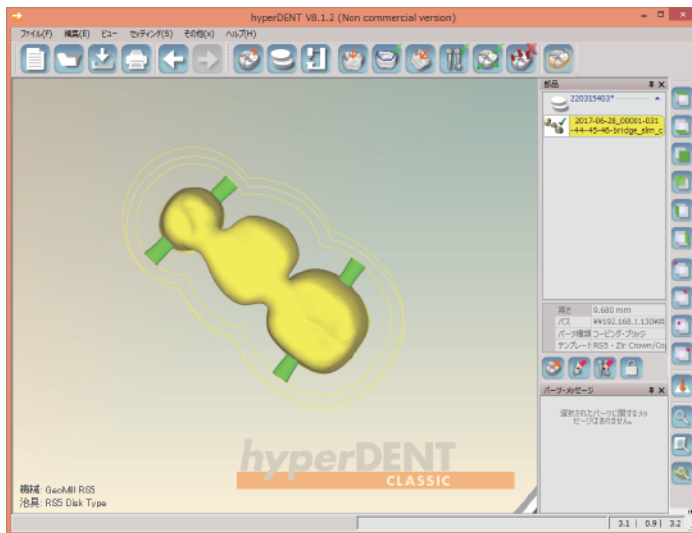 hyperDENT V8.1.2 (Non commercial version)
ファイル(F) 編集(E) ビュー セッティング(S) その他(x) ヘルプ(H)
部品
220315403*
2017-06-28_00001-031
-44-45-46-bridge_slm_c
高さ 9.680 mm
パス ¥¥192.168.1.130¥共
パーツ種類 コーピング・ブリッジ
テンプレート RS5 - Zir Crown/Co
パーツ・メッセージ
選択されたパーツに関するメッ
セージはありません。
hyperDENT
CLASSIC
機械: GeoMill RS5
治具: RS5 Disk Type
3.1 | 0.9 | 3.2